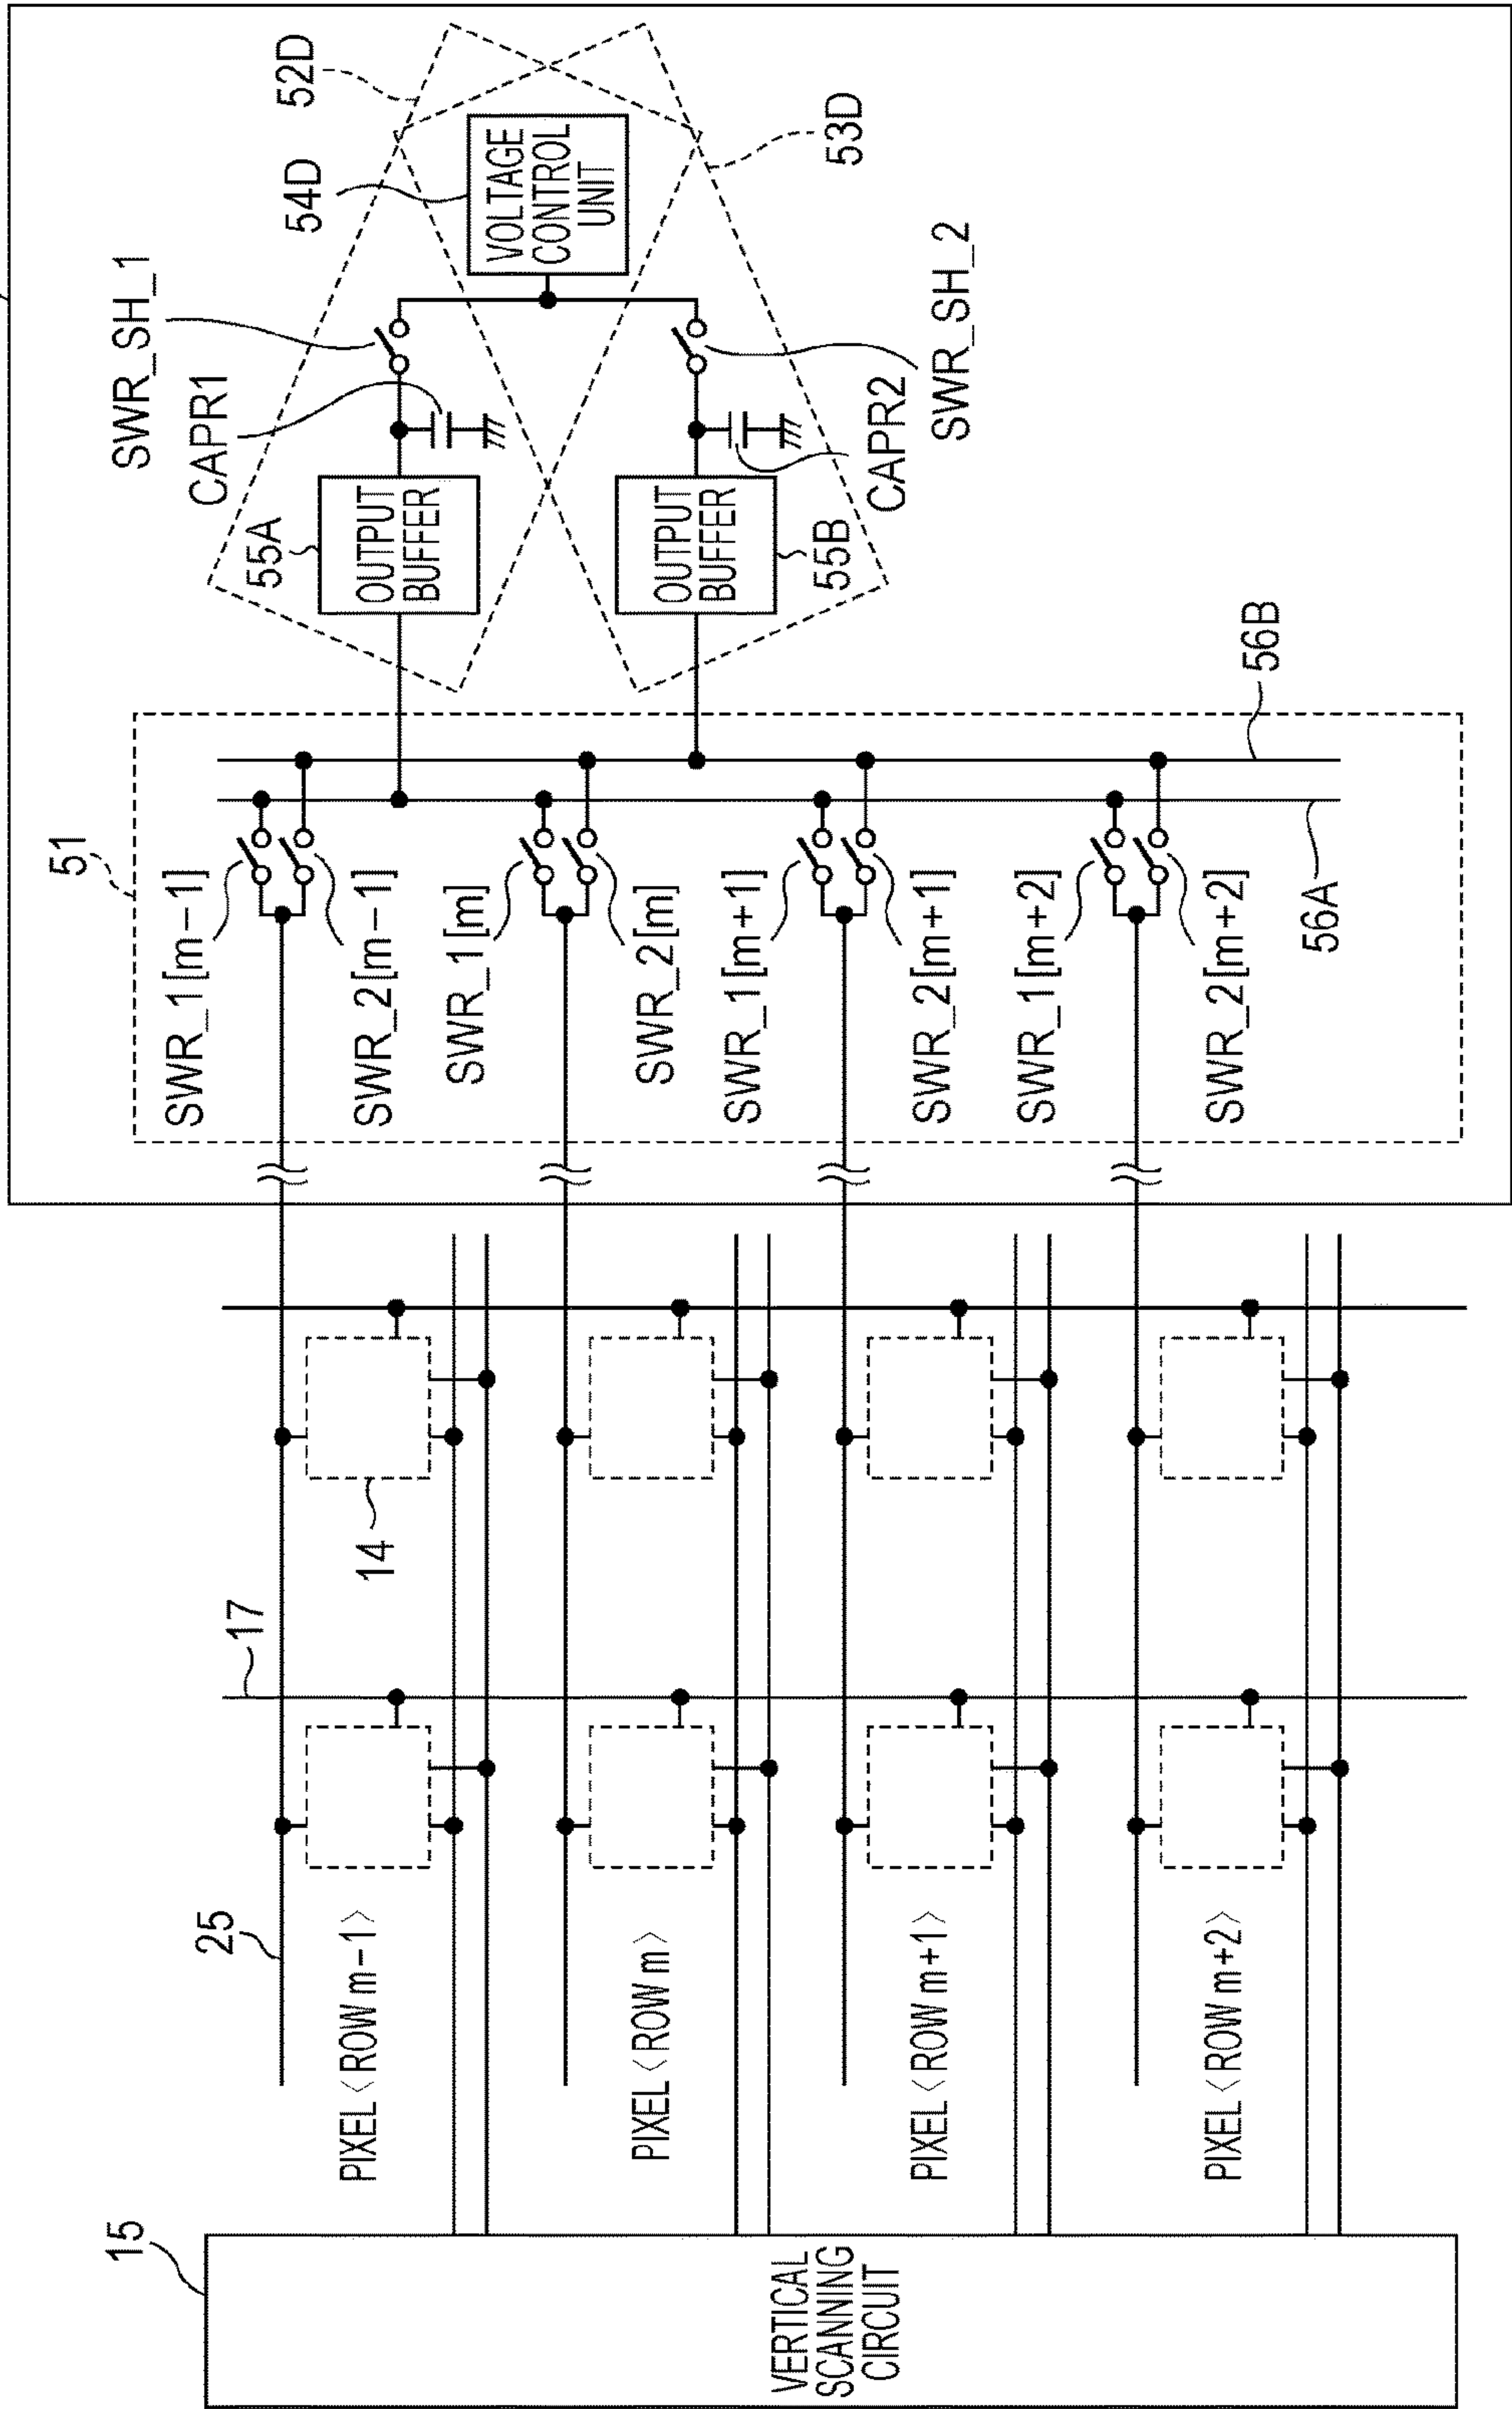 15
VERTICAL
SCANNING
CIRCUIT
25
17
14
PIXEL<ROW m-1>
PIXEL<ROW m>
PIXEL<ROW m+1>
PIXEL<ROW m+2>
51
SWR_1[m-1]
SWR_2[m-1]
SWR_1[m]
SWR_2[m]
SWR_1[m+1]
SWR_2[m+1]
SWR_1[m+2]
SWR_2[m+2]
56A
56B
55A
OUTPUT
BUFFER
OUTPUT
BUFFER
55B
CAPR1
CAPR2
SWR_SH_1
SWR_SH_2
54D
VOLTAGE
CONTROL
UNIT
52D
53D